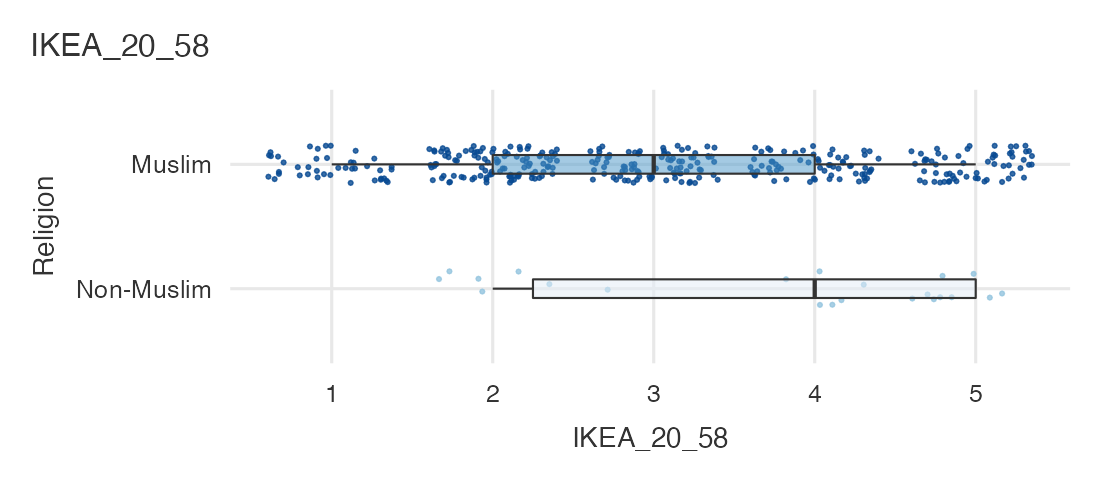 IKEA_20_58
Religion
Muslim
Non-Muslim
1 2 3 4 5
IKEA_20_58